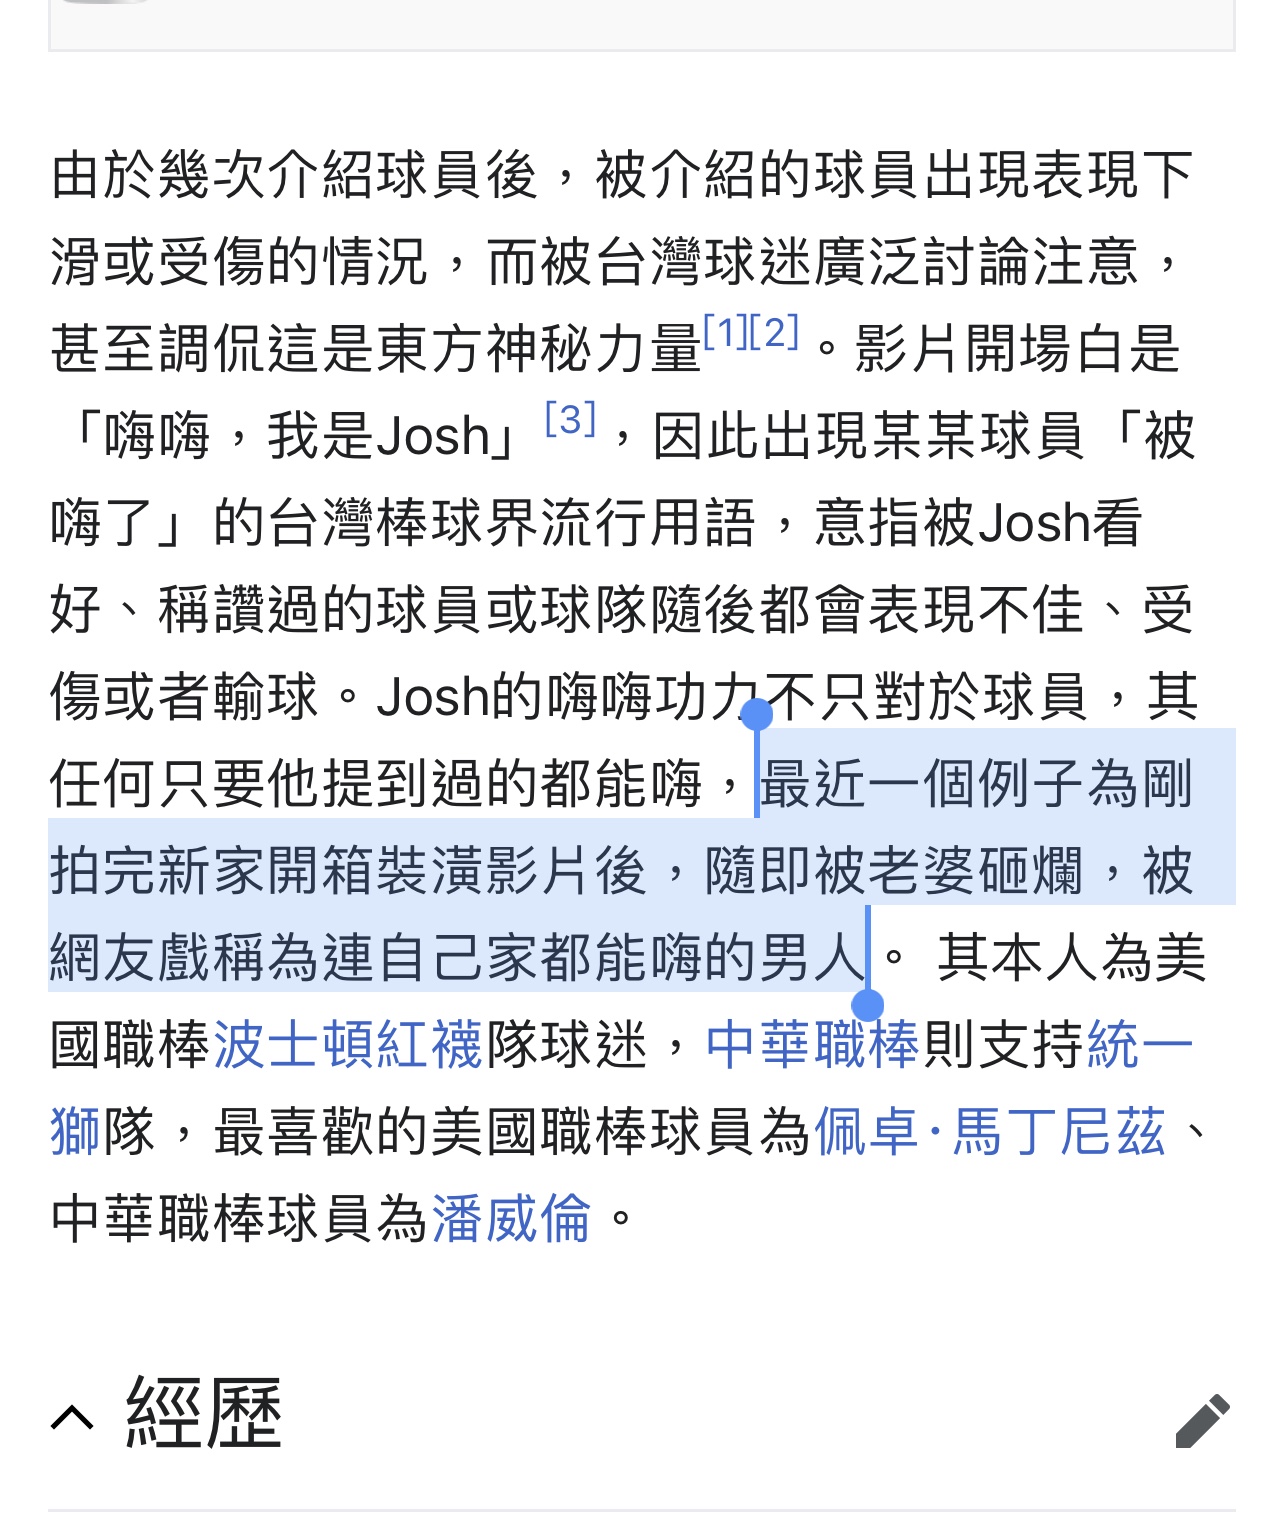 由於幾次介紹球員後，被介紹的球員出現表現下
滑或受傷的情況，而被台灣球迷廣泛討論注意，
甚至調侃這是東方神秘力量[1][2]。影片開場白是
「嗨嗨，我是Josh」[3]，因此出現某某球員「被
嗨了」的台灣棒球界流行用語，意指被Josh看
好、稱讚過的球員或球隊隨後都會表現不佳、受
傷或者輸球。Josh的嗨嗨功力不只對於球員，其
任何只要他提到過的都能嗨，最近一個例子為剛
拍完新家開箱裝潢影片後，隨即被老婆砸爛，被
網友戲稱為連自己家都能嗨的男人。 其本人為美
國職棒波士頓紅襪隊球迷，中華職棒則支持統一
獅隊，最喜歡的美國職棒球員為佩卓·馬丁尼茲、
中華職棒球員為潘威倫。
經歷